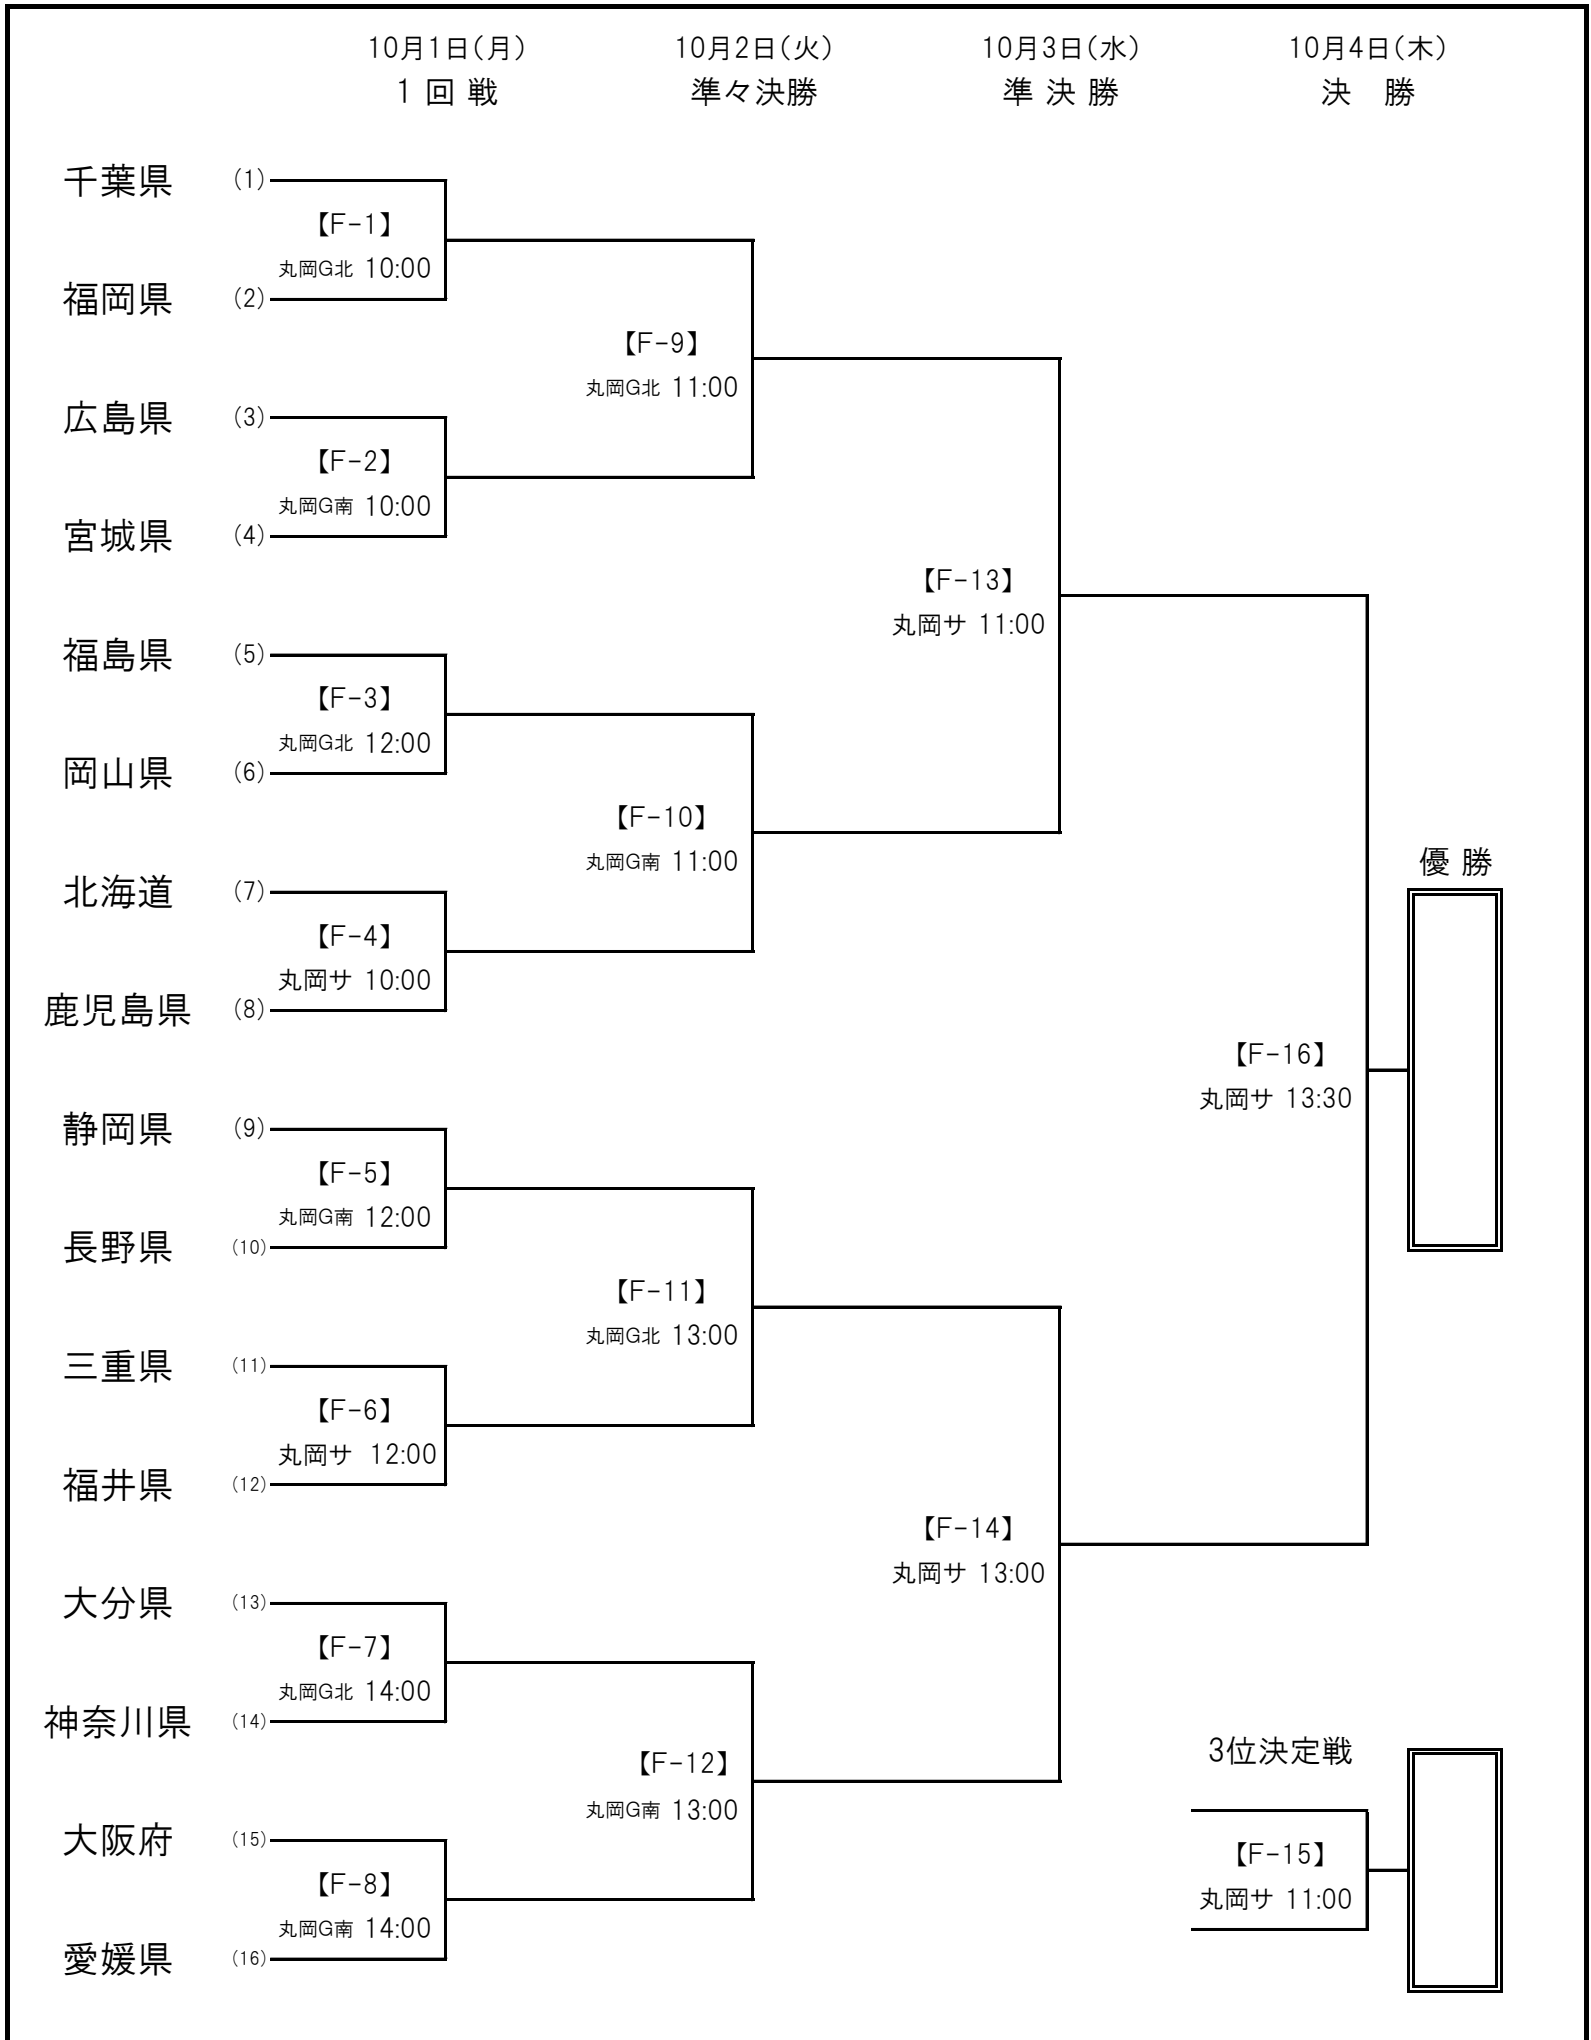 10月1日(月) 10月2日(火) 10月3日(水) 10月4日(木)
1 回 戦 準々決勝 準 決 勝 決 勝
千葉県 (1)
【F-1】
丸岡G北 10:00
福岡県 (2)
【F-9】
丸岡G北 11:00
広島県 (3)
【F-2】
丸岡G南 10:00
宮城県 (4)
【F-13】
丸岡サ 11:00
福島県 (5)
【F-3】
丸岡G北 12:00
岡山県 (6)
【F-10】
丸岡G南 11:00
優 勝
北海道 (7)
【F-4】
丸岡サ 10:00
鹿児島県 (8)
【F-16】
丸岡サ 13:30
静岡県 (9)
【F-5】
丸岡G南 12:00
長野県 (10)
【F-11】
丸岡G北 13:00
三重県 (11)
【F-6】
丸岡サ 12:00
福井県 (12)
【F-14】
丸岡サ 13:00
大分県 (13)
【F-7】
丸岡G北 14:00
神奈川県 (14)
3位決定戦
【F-12】
丸岡G南 13:00
大阪府 (15)
【F-15】
丸岡サ 11:00
【F-8】
丸岡G南 14:00
愛媛県 (16)